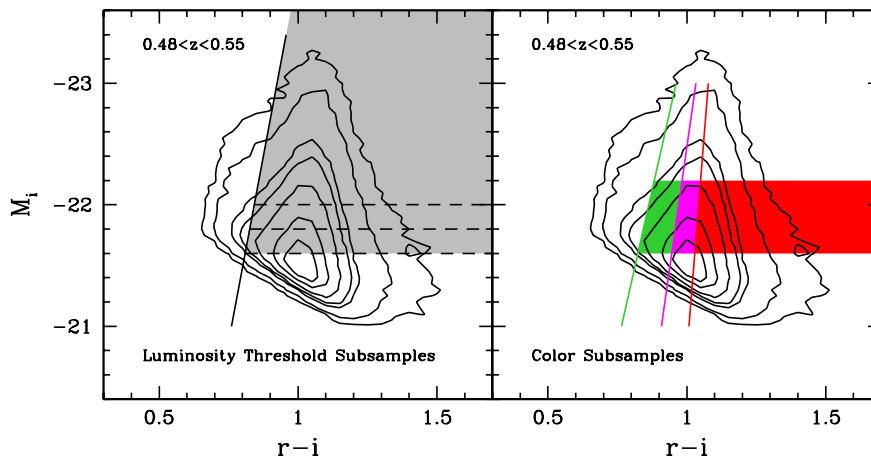 0.48<z<0.55
0.48<z<0.55
-23
-22
-21
M_i
Luminosity Threshold Subsamples
Color Subsamples
0.5
1
1.5
0.5
1
1.5
r-i
r-i